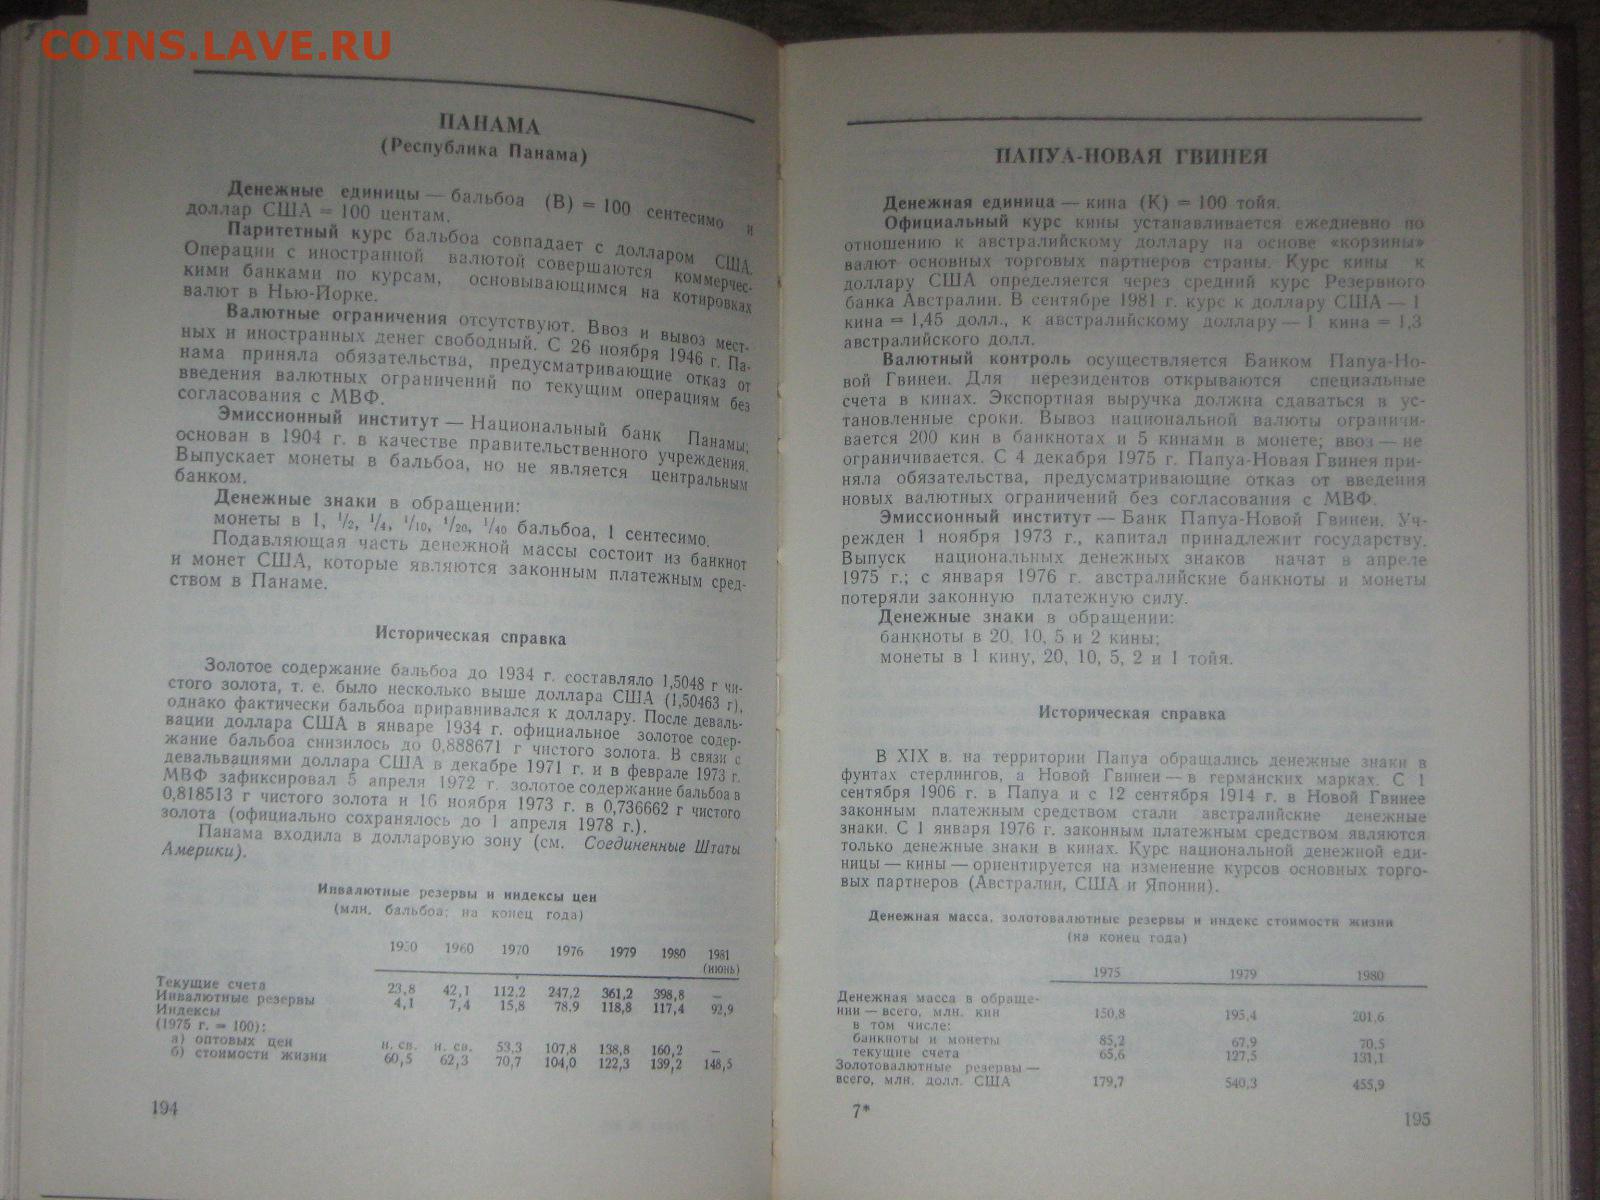 COINS.LAVE.RU
ПАНАМА
(Республика Панама)
Денежные единицы — бальбоа (В) = 100 сентесимо и
доллар США = 100 центам.
Паритетный курс бальбоа совпадает с долларом США.
Операции с иностранной валютой совершаются коммерчес-
кими банками по курсам, основывающимся на котировках
валют в Нью-Йорке.
Валютные ограничения отсутствуют. Ввоз и вывоз мест-
ных и иностранных денег свободный. С 26 ноября 1946 г. Па-
нама приняла обязательства, предусматривающие отказ от
введения валютных ограничений по текущим операциям без
согласования с МВФ.
Эмиссионный институт — Национальный банк Панамы;
основан в 1904 г. в качестве правительственного учреждения.
Выпускает монеты в бальбоа, но не является центральным
банком.
Денежные знаки в обращении:
монеты в 1, 1/2, 1/4, 1/10, 1/20, 1/40 бальбоа, 1 сентесимо.
Подавляющая часть денежной массы состоит из банкнот
и монет США, которые являются законным платежным сред-
ством в Панаме.
Историческая справка
Золотое содержание бальбоа до 1934 г. составляло 1,5048 г чи-
стого золота, т. е. было несколько выше доллара США (1,50463 г),
однако фактически бальбоа приравнивался к доллару. После деваль-
вации доллара США в январе 1934 г. официальное золотое содер-
жание бальбоа снизилось до 0,888671 г чистого золота. В связи с
девальвациями доллара США в декабре 1971 г. и в феврале 1973 г.
МВФ зафиксировал 5 апреля 1972 г. золотое содержание бальбоа в
0,818513 г чистого золота и 16 ноября 1973 г. в 0,736662 г чистого
золота (официально сохранялось до 1 апреля 1978 г.).
Панама входила в долларовую зону (см. Соединенные Штаты
Америки).
Инвалютные резервы и индексы цен
(млн. бальбоа; на конец года)
1950 1960 1970 1976 1979 1980 1981
(июнь)
Текущие счета 23,8 42,1 112,2 247,2 361,2 398,8 —
Инвалютные резервы 4,1 7,4 15,8 78,9 118,8 117,4 92,9
Индексы
(1975 г. = 100):
а) оптовых цен н. св. н. св. 53,3 107,8 138,8 160,2 —
б) стоимости жизни 60,5 62,3 70,7 104,0 122,3 139,2 148,5
194
ПАПУА-НОВАЯ ГВИНЕЯ
Денежная единица — кина (К) = 100 тойя.
Официальный курс кины устанавливается ежедневно по
отношению к австралийскому доллару на основе «корзины»
валют основных торговых партнеров страны. Курс кины к
доллару США определяется через средний курс Резервного
банка Австралии. В сентябре 1981 г. курс к доллару США — 1
кина = 1,45 долл., к австралийскому доллару — 1 кина = 1,3
австралийского долл.
Валютный контроль осуществляется Банком Папуа-Но-
вой Гвинеи. Для нерезидентов открываются специальные
счета в кинах. Экспортная выручка должна сдаваться в ус-
тановленные сроки. Вывоз национальной валюты ограничи-
вается 200 кин в банкнотах и 5 кинами в монете; ввоз — не
ограничивается. С 4 декабря 1975 г. Папуа-Новая Гвинея при-
няла обязательства, предусматривающие отказ от введения
новых валютных ограничений без согласования с МВФ.
Эмиссионный институт — Банк Папуа-Новой Гвинеи. Уч-
режден 1 ноября 1973 г., капитал принадлежит государству.
Выпуск национальных денежных знаков начат в апреле
1975 г.; с января 1976 г. австралийские банкноты и монеты
потеряли законную платежную силу.
Денежные знаки в обращении:
банкноты в 20, 10, 5 и 2 кины;
монеты в 1 кину, 20, 10, 5, 2 и 1 тойя.
Историческая справка
В XIX в. на территории Папуа обращались денежные знаки в
фунтах стерлингов, а Новой Гвинеи — в германских марках. С 1
сентября 1906 г. в Папуа и с 12 сентября 1914 г. в Новой Гвинее
законным платежным средством стали австралийские денежные
знаки. С 1 января 1976 г. законным платежным средством являются
только денежные знаки в кинах. Курс национальной денежной еди-
ницы — кины — ориентируется на изменение курсов основных торго-
вых партнеров (Австралии, США и Японии).
Денежная масса, золотовалютные резервы и индекс стоимости жизни
(на конец года)
1975 1979 1980
Денежная масса в обраще-
нии — всего, млн. кин 150,8 195,4 201,6
в том числе:
банкноты и монеты 85,2 67,9 70,5
текущие счета 65,6 127,5 131,1
Золотовалютные резервы —
всего, млн. долл. США 179,7 540,3 455,9
7*
195